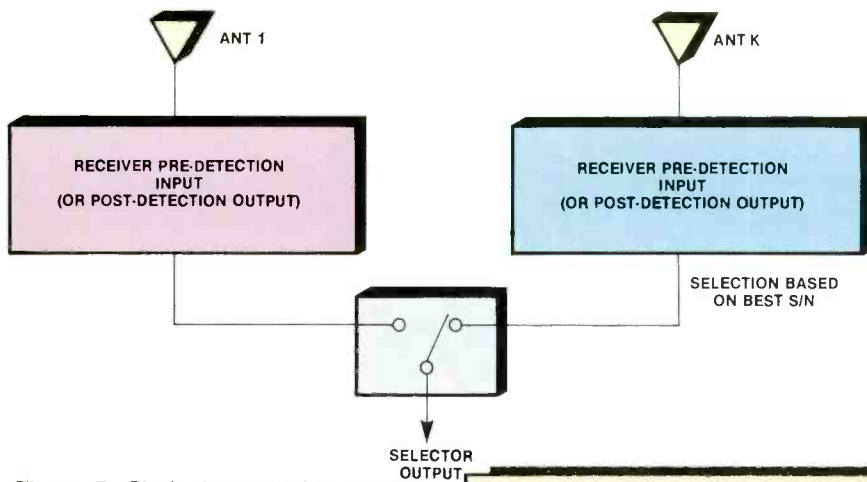 ANT 1
ANT K
RECEIVER PRE-DETECTION
INPUT
(OR POST-DETECTION OUTPUT)
RECEIVER PRE-DETECTION
INPUT
(OR POST-DETECTION OUTPUT)
SELECTION BASED
ON BEST S/N
SELECTOR
OUTPUT